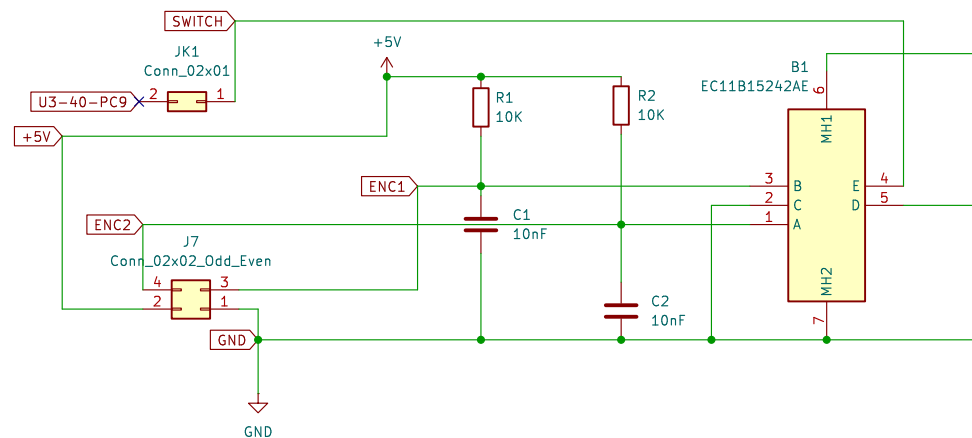 SWITCH
JK1
Conn_02x01
U3-40-PC9
2
1
+5V
+5V
R1
10K
R2
10K
B1
EC11B15242AE
6
MH1
ENC1
3
B
E
4
2
C
D
5
1
A
ENC2
C1
10nF
J7
Conn_02x02_Odd_Even
4
3
2
1
MH2
7
C2
10nF
GND
GND